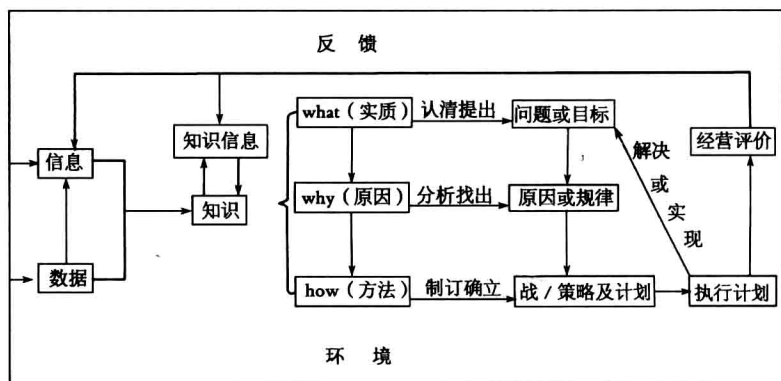 反 馈
what（实质）
认清提出
问题或目标
知识信息
经营评价
信息
解决
或
实
现
知识
why（原因）
分析找出
原因或规律
数据
how（方法）
制订确立
战/策略及计划
执行计划
环 境